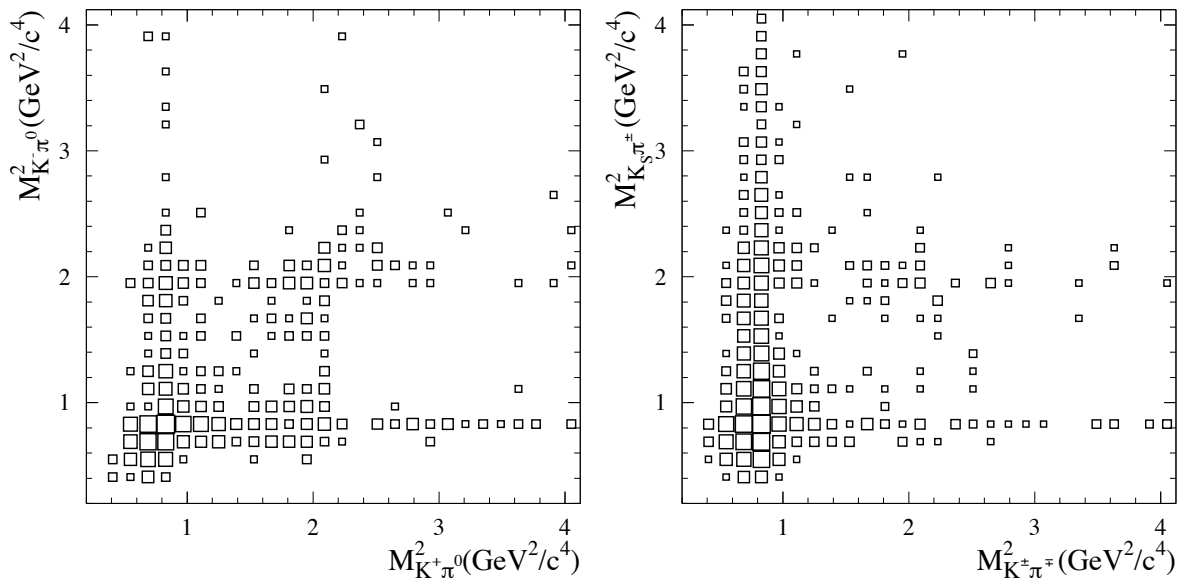 M²K⁻π⁰(GeV²/c⁴)
4
3
2
1
1 2 3 4
M²K⁺π⁰(GeV²/c⁴)
M²KSπ±(GeV²/c⁴)
4
3
2
1
1 2 3 4
M²K±π∓(GeV²/c⁴)